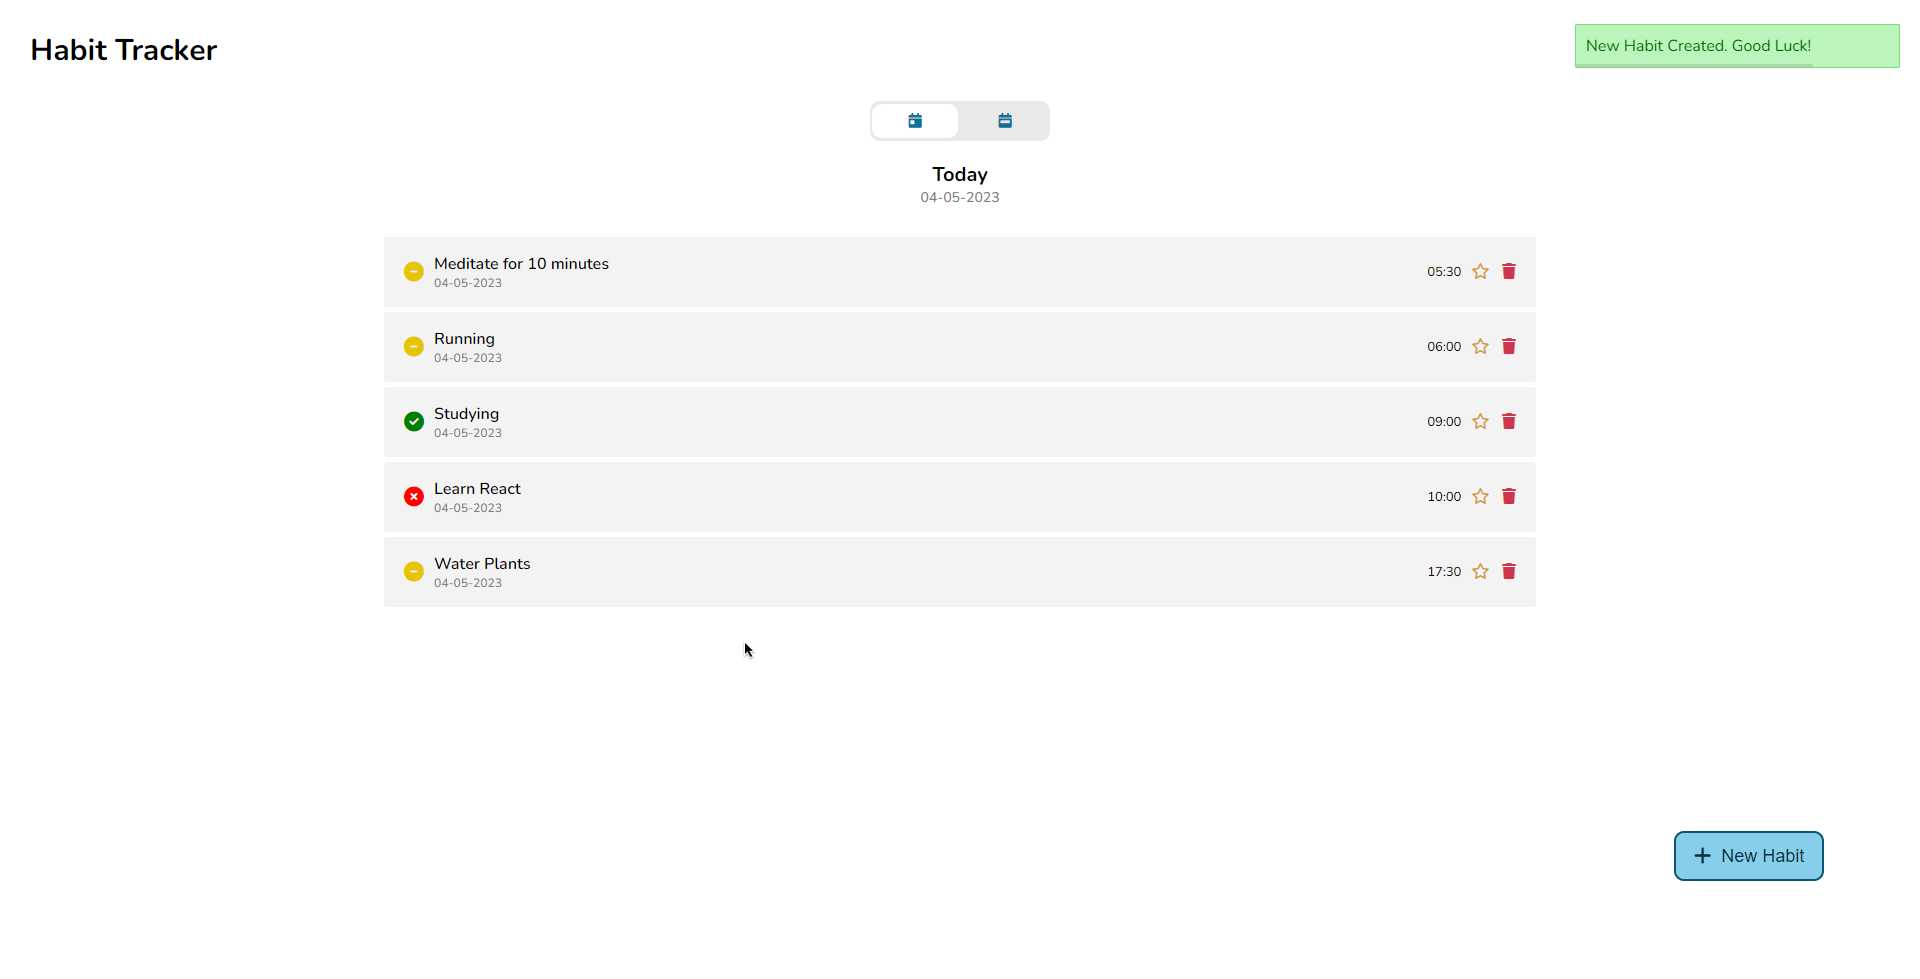 Habit Tracker
New Habit Created. Good Luck!
Today
04-05-2023
Meditate for 10 minutes
04-05-2023
05:30
Running
04-05-2023
06:00
Studying
04-05-2023
09:00
Learn React
04-05-2023
10:00
Water Plants
04-05-2023
17:30
New Habit